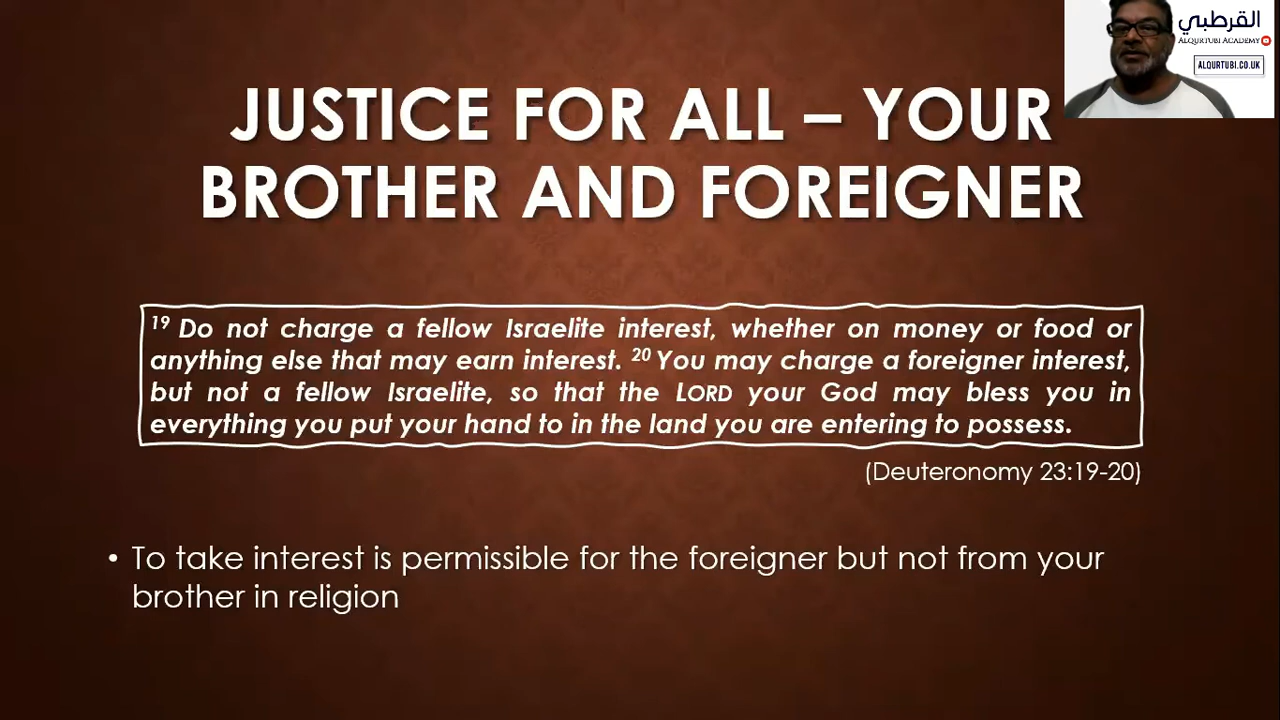 القرطبي
ALQURTUBI ACADEMY
ALQURTUBI.CO.UK
JUSTICE FOR ALL – YOUR
BROTHER AND FOREIGNER
19 Do not charge a fellow Israelite interest, whether on money or food or
anything else that may earn interest. 20 You may charge a foreigner interest,
but not a fellow Israelite, so that the LORD your God may bless you in
everything you put your hand to in the land you are entering to possess.
(Deuteronomy 23:19-20)
• To take interest is permissible for the foreigner but not from your
brother in religion